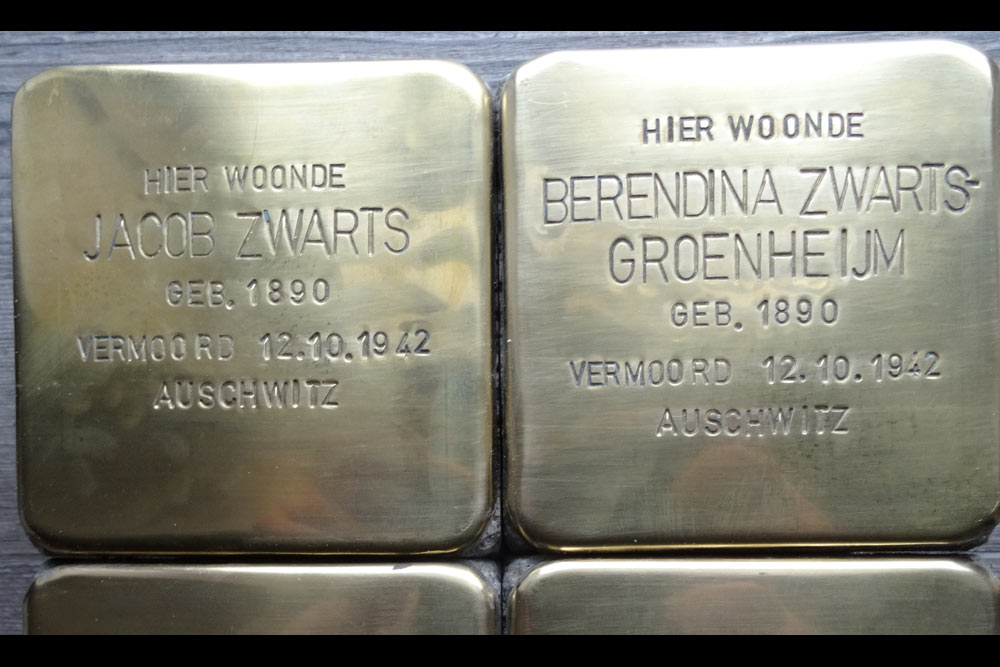 HIER WOONDE
JACOB ZWARTS
GEB. 1890
VERMOORD 12.10.1942
AUSCHWITZ
HIER WOONDE
BERENDINA ZWARTS-
GROENHEIJM
GEB. 1890
VERMOORD 12.10.1942
AUSCHWITZ